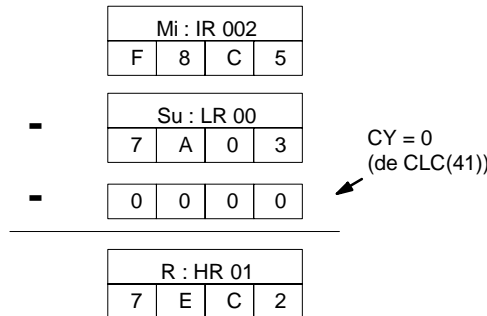 Mi : IR 002
F 8 C 5
- Su : LR 00
7 A 0 3
CY = 0
(de CLC(41))
- 0 0 0 0
R : HR 01
7 E C 2